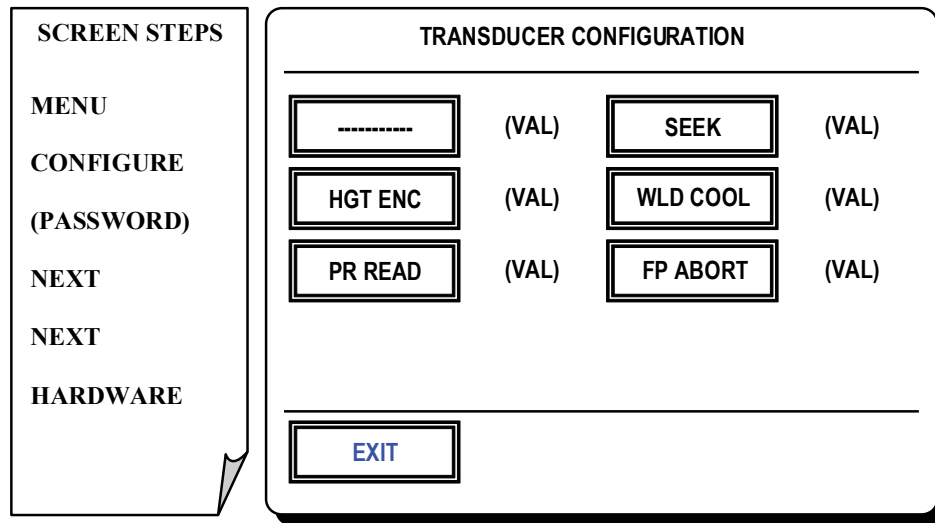 SCREEN STEPS
MENU
CONFIGURE
(PASSWORD)
NEXT
NEXT
HARDWARE
TRANSDUCER CONFIGURATION
----------- (VAL) SEEK (VAL)
HGT ENC (VAL) WLD COOL (VAL)
PR READ (VAL) FP ABORT (VAL)
EXIT